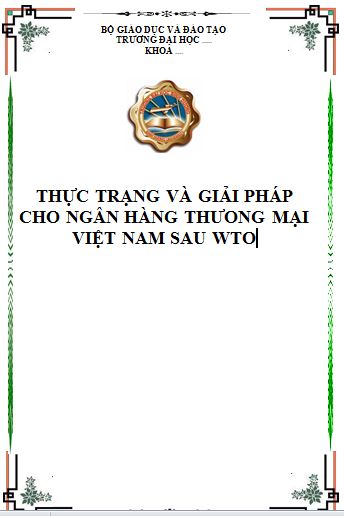 BỘ GIÁO DỤC VÀ ĐÀO TẠO
TRƯỜNG ĐẠI HỌC .....
KHOA ....
THỰC TRẠNG VÀ GIẢI PHÁP
CHO NGÂN HÀNG THƯƠNG MẠI
VIỆT NAM SAU WTO